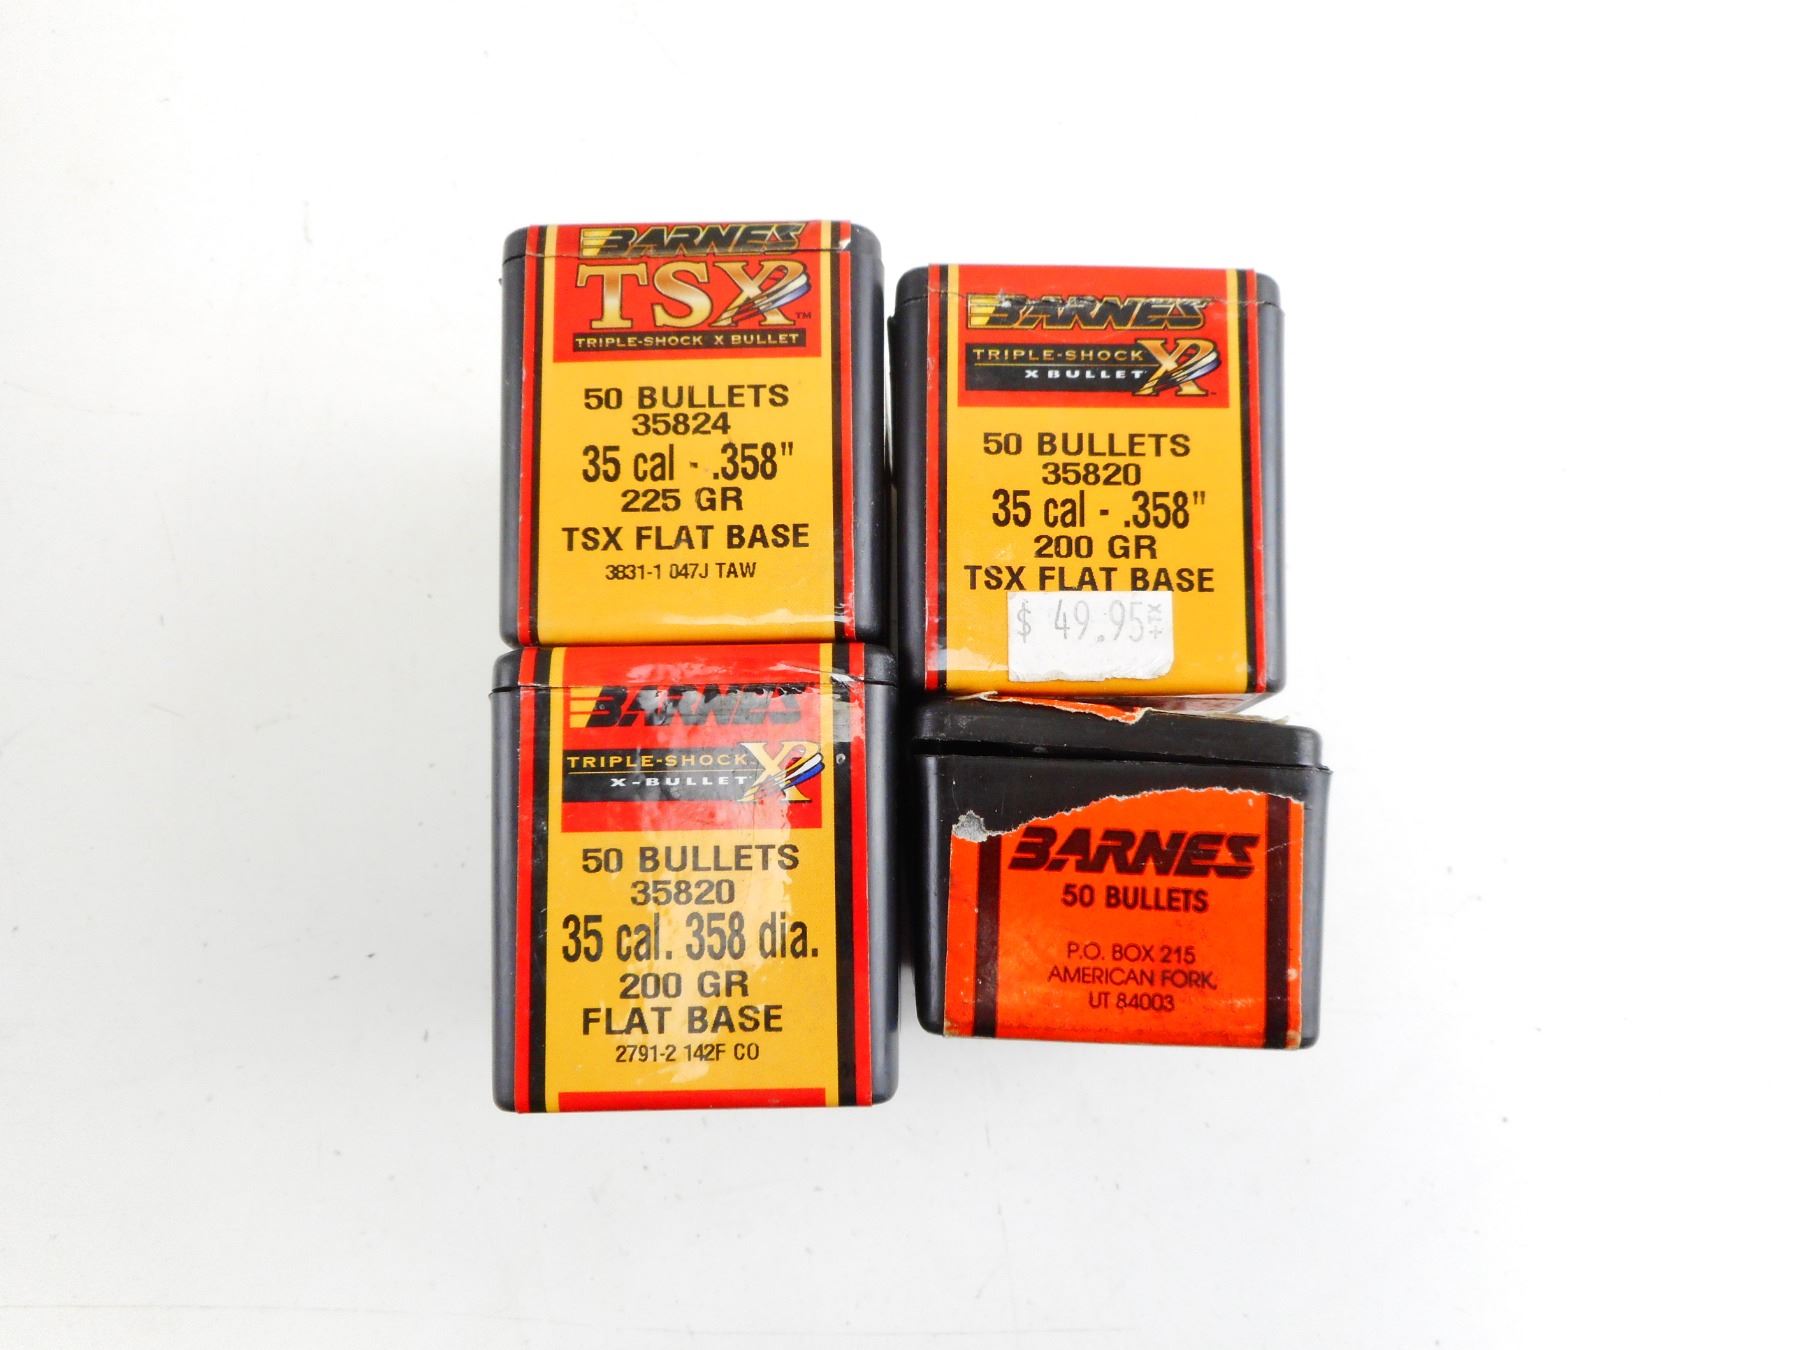 BARNES
TSX™
TRIPLE-SHOCK X BULLET
50 BULLETS
35824
35 cal - .358"
225 GR
TSX FLAT BASE
3831-1 047J TAW
BARNES
TRIPLE-SHOCK X
X BULLET
50 BULLETS
35820
35 cal - .358"
200 GR
TSX FLAT BASE
$ 49.95 +TX
BARNES
TRIPLE-SHOCK X
X-BULLET
50 BULLETS
35820
35 cal. 358 dia.
200 GR
FLAT BASE
2791-2 142F CO
BARNES
50 BULLETS
P.O. BOX 215
AMERICAN FORK,
UT 84003